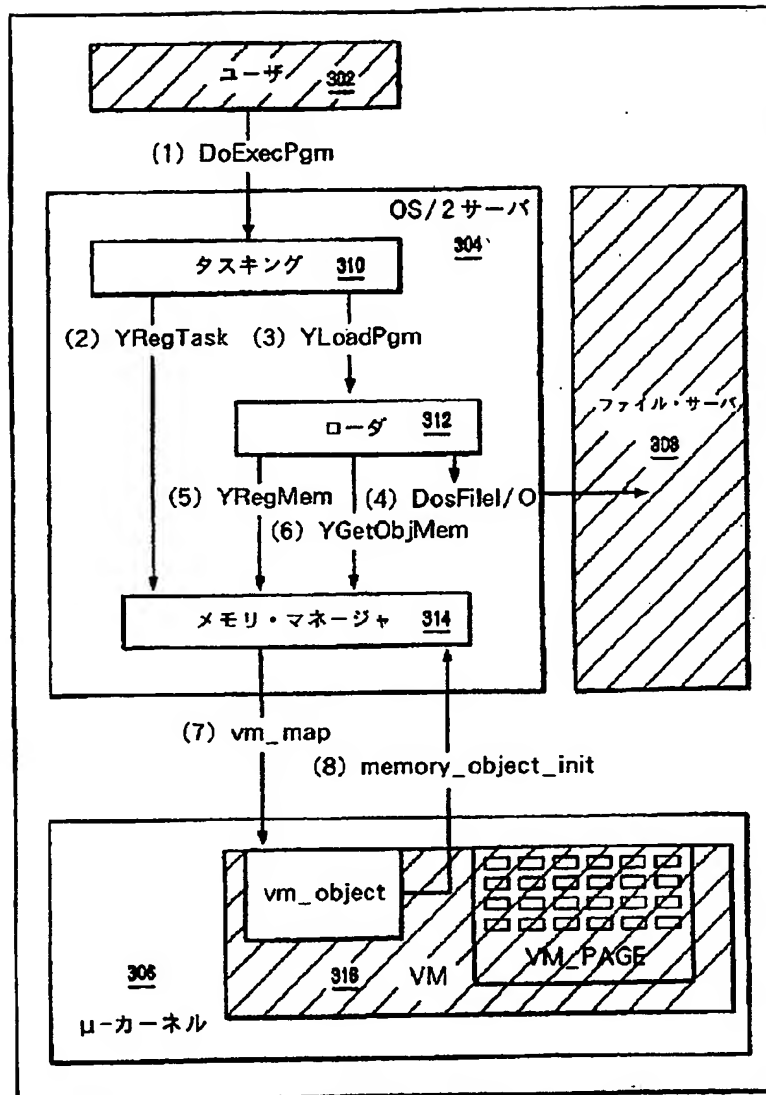 ユーザ 302
(1) DoExecPgm
OS/2サーバ
304
タスキング 310
(2) YRegTask (3) YLoadPgm
ローダ 312
ファイル・サーバ
308
(5) YRegMem (4) DosFileI/O
(6) YGetObjMem
メモリ・マネージャ 314
(7) vm_map
(8) memory_object_init
vm_object
VM_PAGE
306
316 VM
μ-カーネル